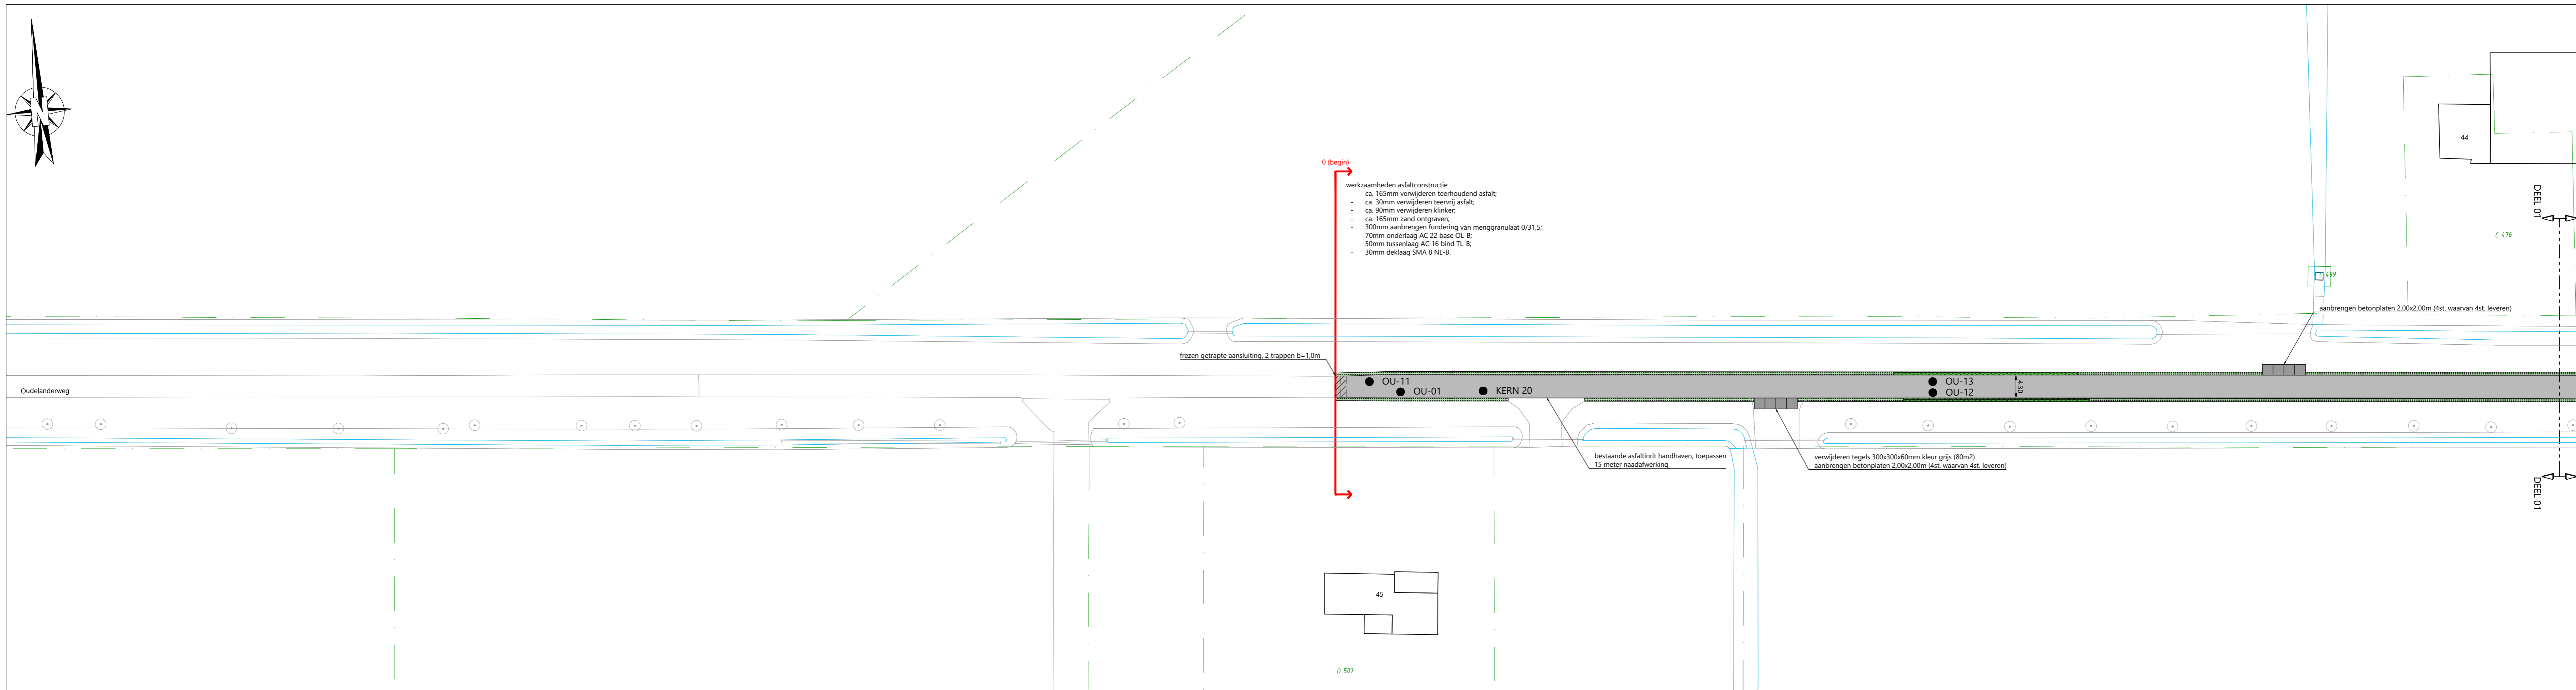 N
0 (begin)
werkzaamheden asfaltconstructie
- ca. 165mm verwijderen teerhoudend asfalt;
- ca. 30mm verwijderen teervrij asfalt;
- ca. 90mm verwijderen klinker;
- ca. 165mm zand ontgraven;
- 300mm aanbrengen fundering van menggranulaat 0/31,5;
- 70mm onderlaag AC 22 base OL-B;
- 50mm tussenlaag AC 16 bind TL-B;
- 30mm deklaag SMA 8 NL-B.
44
DEEL 01
C 476
499
aanbrengen betonplaten 2,00x2,00m (4st. waarvan 4st. leveren)
frezen getrapte aansluiting, 2 trappen b=1,0m
Oudelanderweg
OU-11
OU-01
KERN 20
OU-13
OU-12
4.30
bestaande asfaltinrit handhaven, toepassen
15 meter naadafwerking
verwijderen tegels 300x300x60mm kleur grijs (80m2)
aanbrengen betonplaten 2,00x2,00m (4st. waarvan 4st. leveren)
DEEL 01
45
D 507